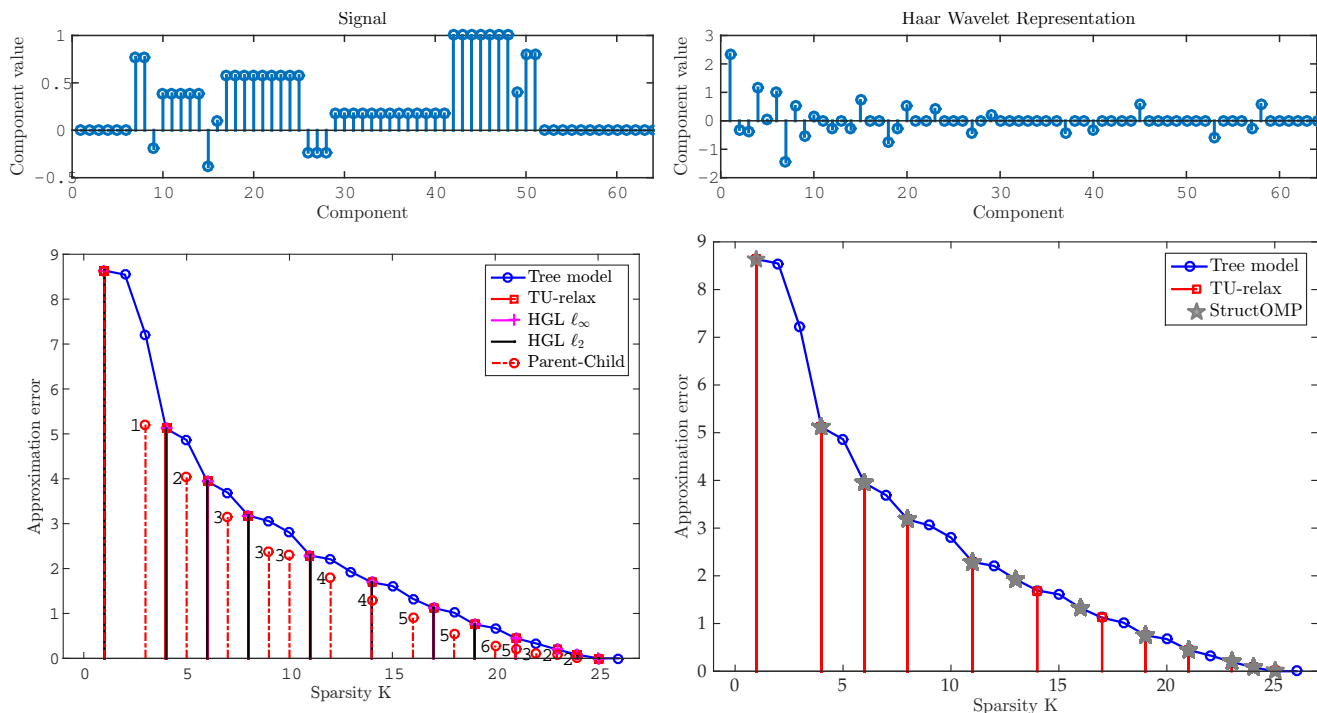 Signal
Component value
1
0.5
0
−0.5
0 10 20 30 40 50 60
Component
Haar Wavelet Representation
Component value
3
2
1
0
−1
−2
0 10 20 30 40 50 60
Component
Approximation error
9
8
7
6
5
4
3
2
1
0
0 5 10 15 20 25
Sparsity K
Tree model
TU-relax
HGL ℓ∞
HGL ℓ2
Parent-Child
1
2
3
3
3
4
4
5
5
6
5
3
2
2
Approximation error
9
8
7
6
5
4
3
2
1
0
0 5 10 15 20 25
Sparsity K
Tree model
TU-relax
StructOMP